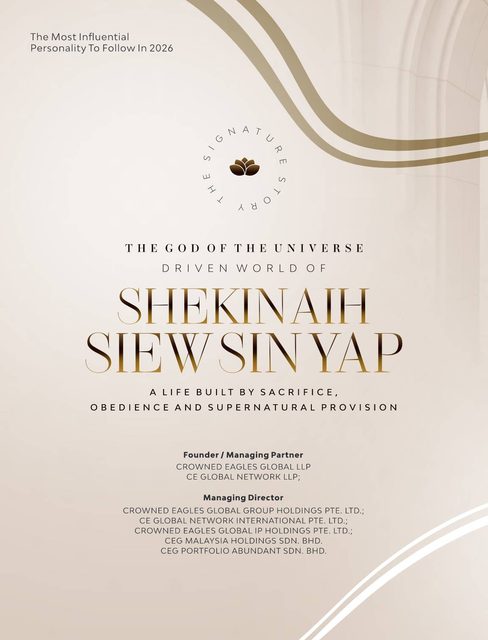 The Most Influential
Personality To Follow In 2026
THE SIGNATURE STORY
THE GOD OF THE UNIVERSE
DRIVEN WORLD OF
SHEKINAIH
SIEW SIN YAP
A LIFE BUILT BY SACRIFICE,
OBEDIENCE AND SUPERNATURAL PROVISION
Founder / Managing Partner
CROWNED EAGLES GLOBAL LLP
CE GLOBAL NETWORK LLP;
Managing Director
CROWNED EAGLES GLOBAL GROUP HOLDINGS PTE. LTD.;
CE GLOBAL NETWORK INTERNATIONAL PTE. LTD.;
CROWNED EAGLES GLOBAL IP HOLDINGS PTE. LTD.;
CEG MALAYSIA HOLDINGS SDN. BHD.
CEG PORTFOLIO ABUNDANT SDN. BHD.